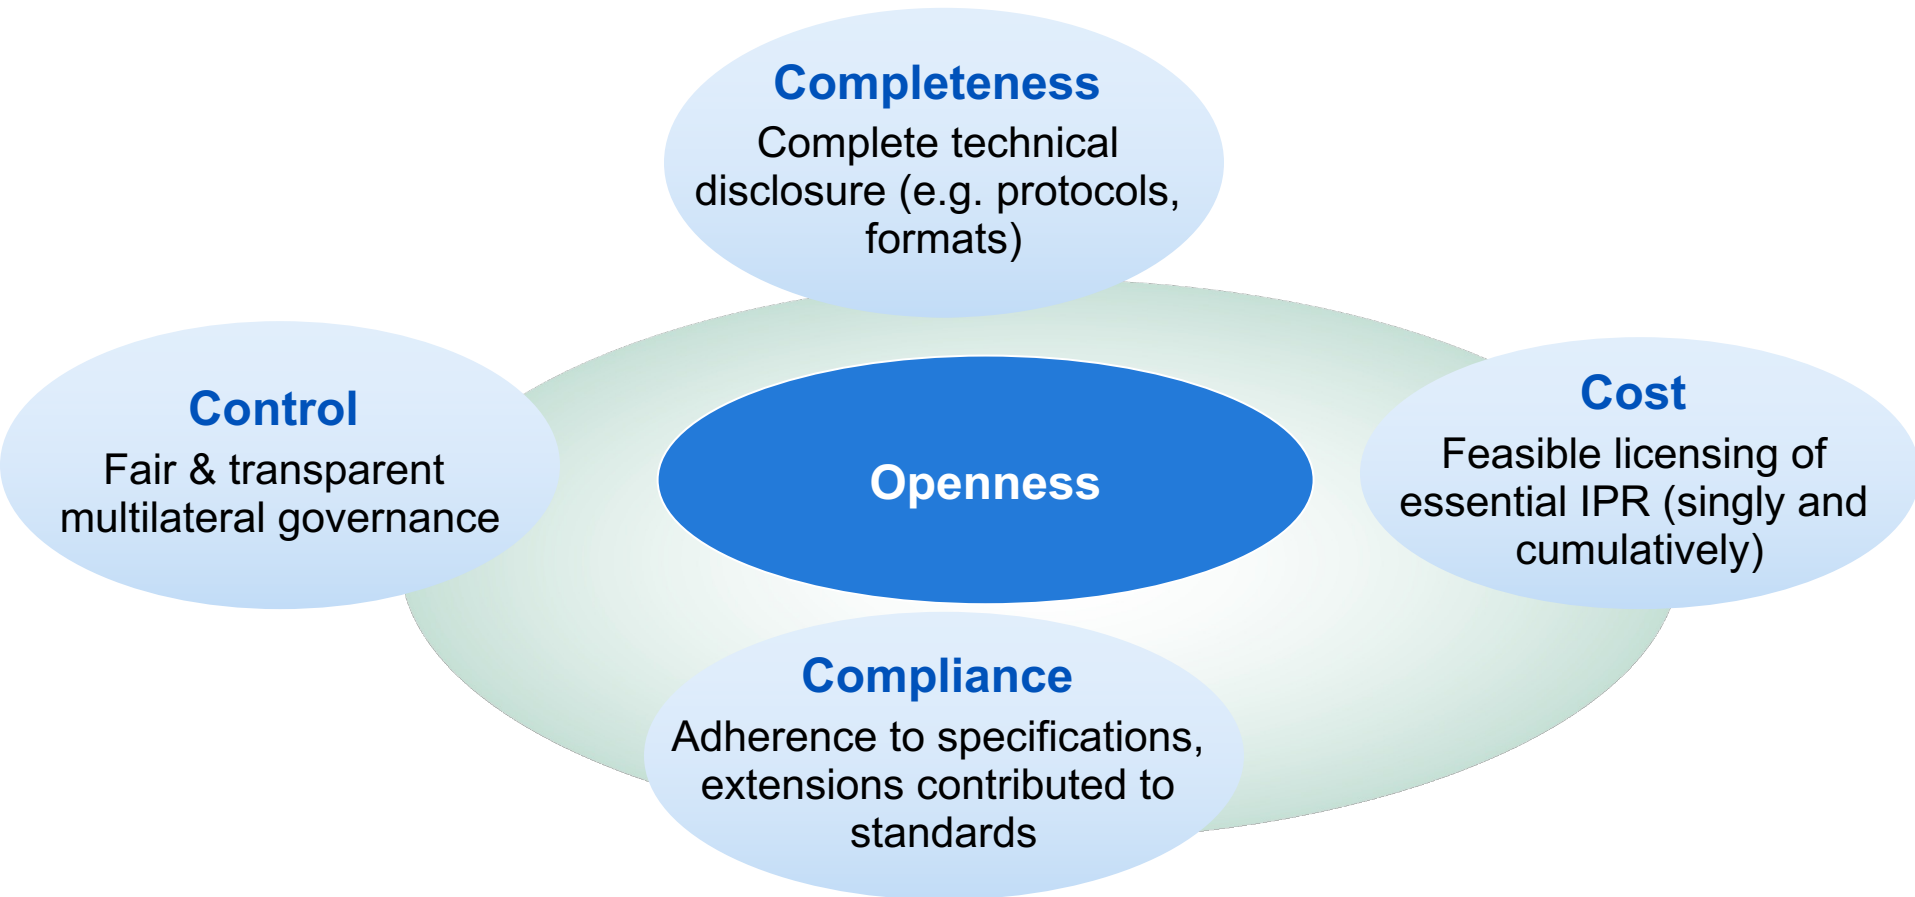 Completeness
Complete technical
disclosure (e.g. protocols,
formats)
Control
Fair & transparent
multilateral governance
Openness
Cost
Feasible licensing of
essential IPR (singly and
cumulatively)
Compliance
Adherence to specifications,
extensions contributed to
standards